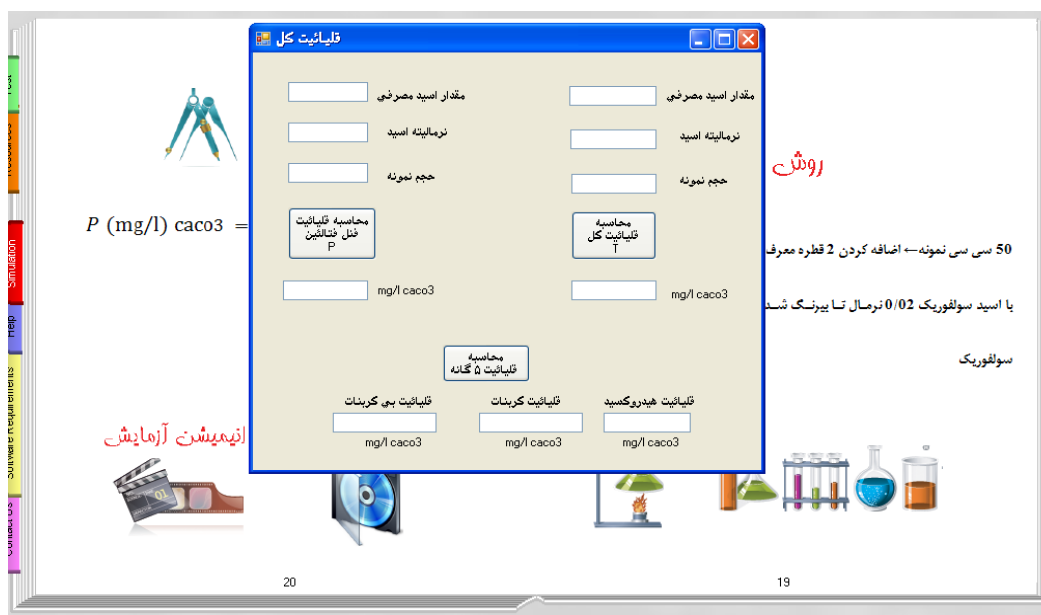 قلیائیت کل
مقدار اسید مصرفی
نرمالیته اسید
حجم نمونه
محاسبه
قلیائیت کل
T
mg/l caco3
مقدار اسید مصرفی
نرمالیته اسید
حجم نمونه
محاسبه قلیائیت
فنل فتالئین
P
mg/l caco3
محاسبه
قلیائیت ۵ گانه
قلیائیت هیدروکسید
قلیائیت کربنات
قلیائیت بی کربنات
mg/l caco3
mg/l caco3
mg/l caco3
روش
50 سی سی نمونه← اضافه کردن 2 قطره معرف
با اسید سولفوریک 0/02 نرمال تا بیرنگ شد
سولفوریک
19
P (mg/l) caco3 =
انیمیشن آزمایش
01
20
Resources
Simulation
Help
Software Requirements
Contact Us